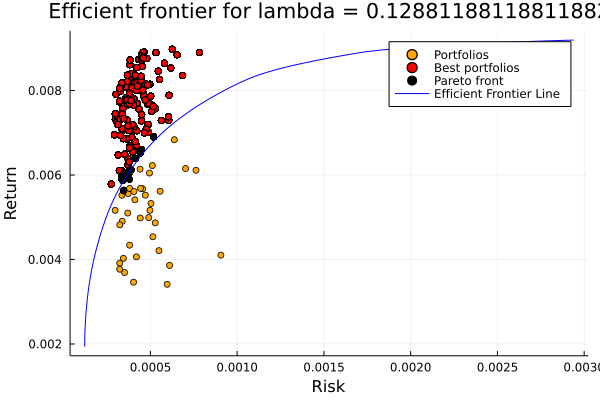 Efficient frontier for lambda = 0.1288118811881188
Portfolios
Best portfolios
Pareto front
Efficient Frontier Line
0.008
0.006
0.004
0.002
Return
0.0005
0.0010
0.0015
0.0020
0.0025
0.0030
Risk